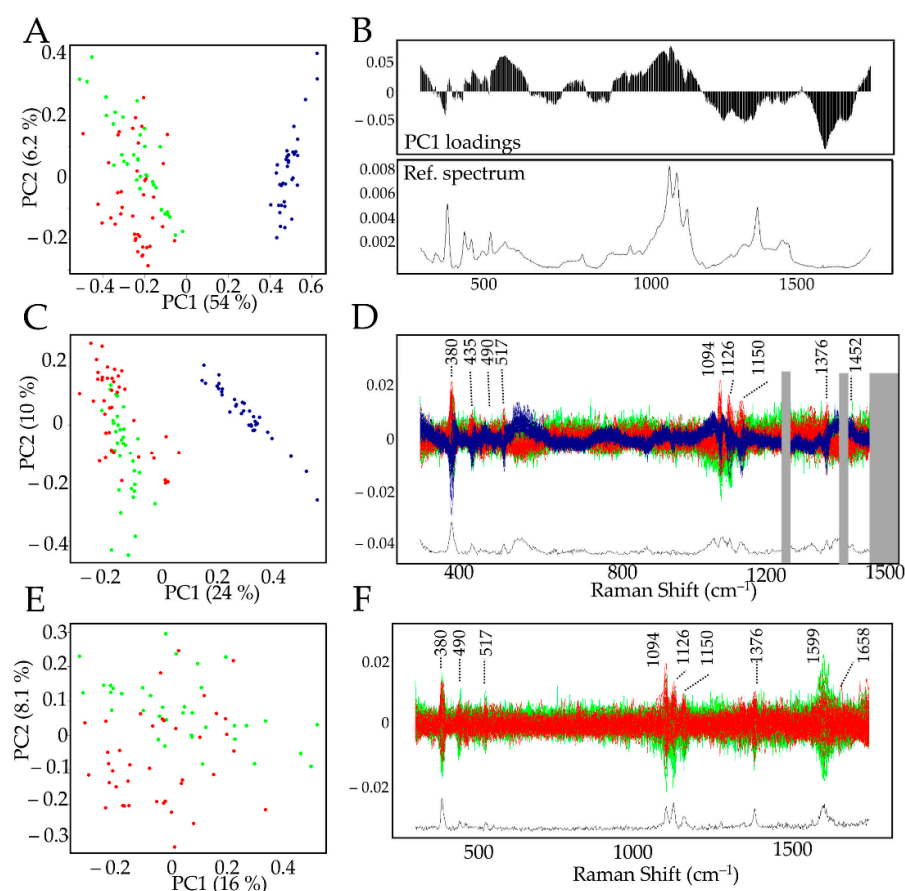 A
0.4
0.2
0
− 0.2
PC2 (6.2 %)
− 0.4 − 0.2 0 0.2 0.4 0.6
PC1 (54 %)
B
0.05
0
− 0.05
PC1 loadings
Ref. spectrum
0.008
0.006
0.004
0.002
500 1000 1500
C
0.2
0
− 0.2
− 0.4
PC2 (10 %)
− 0.2 0 0.2 0.4
PC1 (24 %)
D
380 435 490 517 1094 1126 1150 1376 1452
0.02
0
− 0.02
− 0.04
400 800 1200 1500
Raman Shift (cm⁻¹)
E
0.3
0.2
0.1
0
− 0.1
− 0.2
− 0.3
PC2 (8.1 %)
− 0.2 0 0.2 0.4
PC1 (16 %)
F
380 490 517 1094 1126 1150 1376 1599 1658
0.02
0
− 0.02
500 1000 1500
Raman Shift (cm⁻¹)